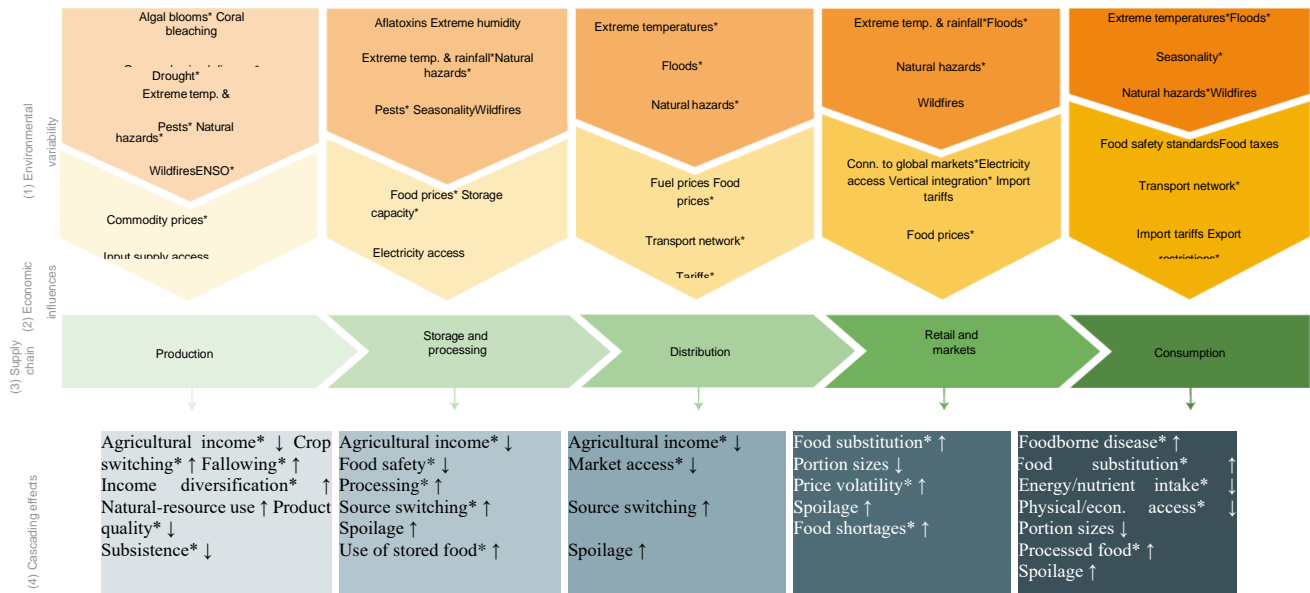 Algal blooms* Coral
bleaching
Drought*
Extreme temp. &
Pests* Natural
hazards*
WildfiresENSO*
Aflatoxins Extreme humidity
Extreme temp. & rainfall*Natural
hazards*
Pests* SeasonalityWildfires
Extreme temperatures*
Floods*
Natural hazards*
Extreme temp. & rainfall*Floods*
Natural hazards*
Wildfires
Extreme temperatures*Floods*
Seasonality*
Natural hazards*Wildfires
(1) Environmental
variability
Commodity prices*
Input supply access
Food prices* Storage
capacity*
Electricity access
Fuel prices Food
prices*
Transport network*
Tariffs*
Conn. to global markets*Electricity
access Vertical integration* Import
tariffs
Food prices*
Food safety standardsFood taxes
Transport network*
Import tariffs Export
restrictions*
(2) Economic
influences
(3) Supply
chain
Production
Storage and
processing
Distribution
Retail and
markets
Consumption
(4) Cascading effects
Agricultural income* ↓ Crop
switching* ↑ Fallowing* ↑
Income diversification* ↑
Natural-resource use ↑ Product
quality* ↓
Subsistence* ↓
Agricultural income* ↓
Food safety* ↓
Processing* ↑
Source switching* ↑
Spoilage ↑
Use of stored food* ↑
Agricultural income* ↓
Market access* ↓
Source switching ↑
Spoilage ↑
Food substitution* ↑
Portion sizes ↓
Price volatility* ↑
Spoilage ↑
Food shortages* ↑
Foodborne disease* ↑
Food substitution* ↑
Energy/nutrient intake* ↓
Physical/econ. access* ↓
Portion sizes ↓
Processed food* ↑
Spoilage ↑